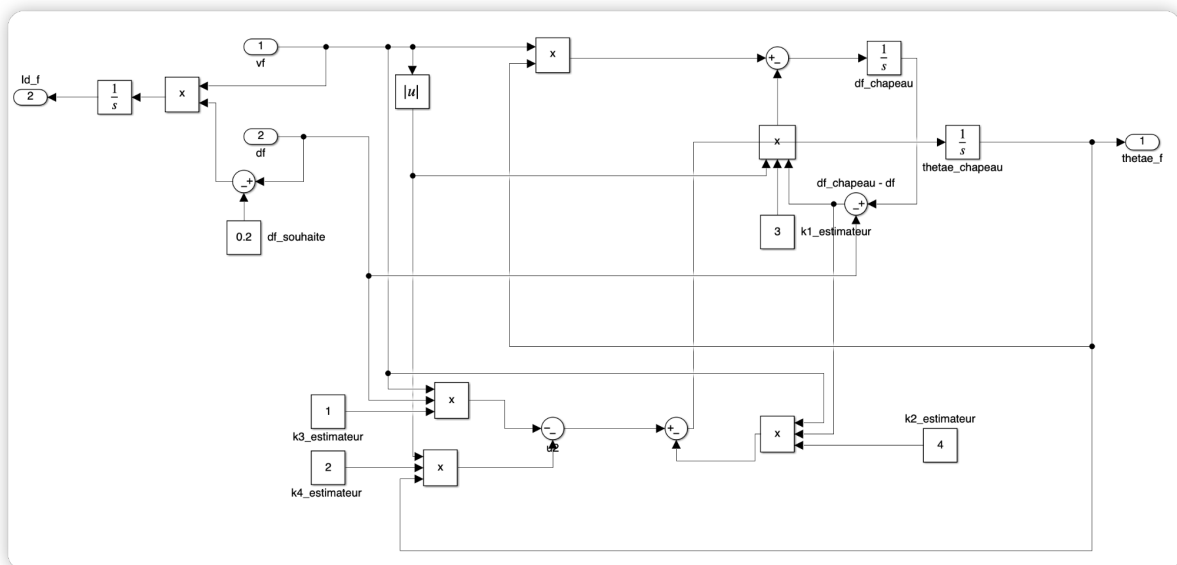 1
vf
x
Id_f
2
1
s
x
|u|
+
−
1
s
df_chapeau
2
df
x
1
s
thetae_chapeau
1
thetae_f
df_chapeau - df
−
+
−
+
0.2
df_souhaite
3
k1_estimateur
1
k3_estimateur
x
−
−
u2
+
−
x
k2_estimateur
4
2
k4_estimateur
x